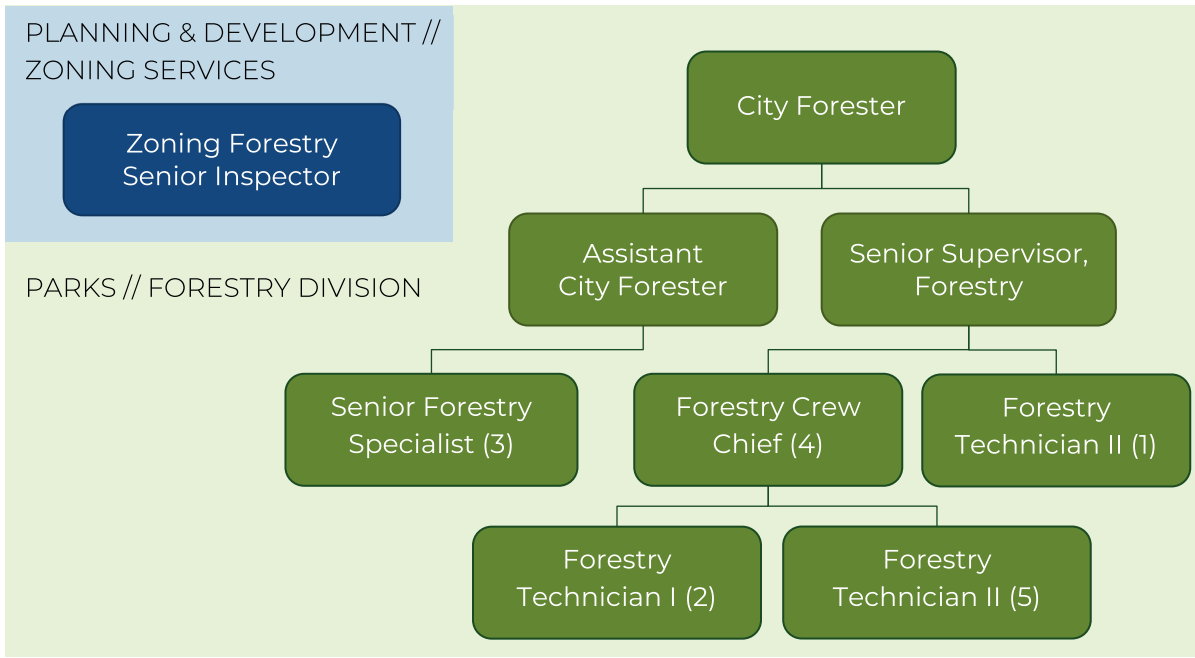 PLANNING & DEVELOPMENT //
ZONING SERVICES
Zoning Forestry
Senior Inspector
PARKS // FORESTRY DIVISION
City Forester
Assistant
City Forester
Senior Supervisor,
Forestry
Senior Forestry
Specialist (3)
Forestry Crew
Chief (4)
Forestry
Technician II (1)
Forestry
Technician I (2)
Forestry
Technician II (5)